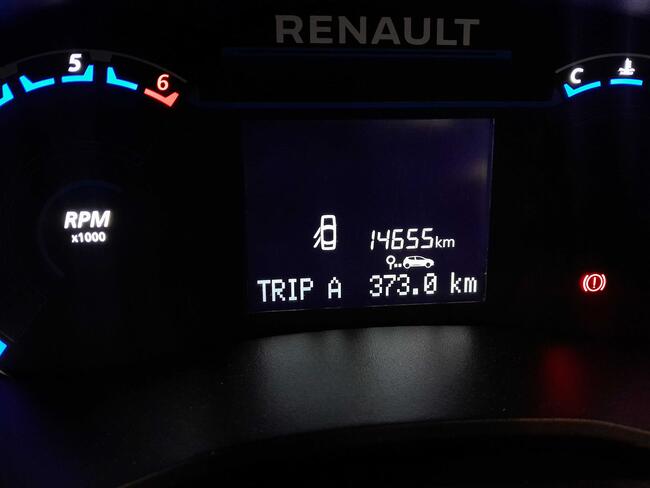 RENAULT
5
6
C
RPM
x1000
14655km
TRIP A 373.0 km